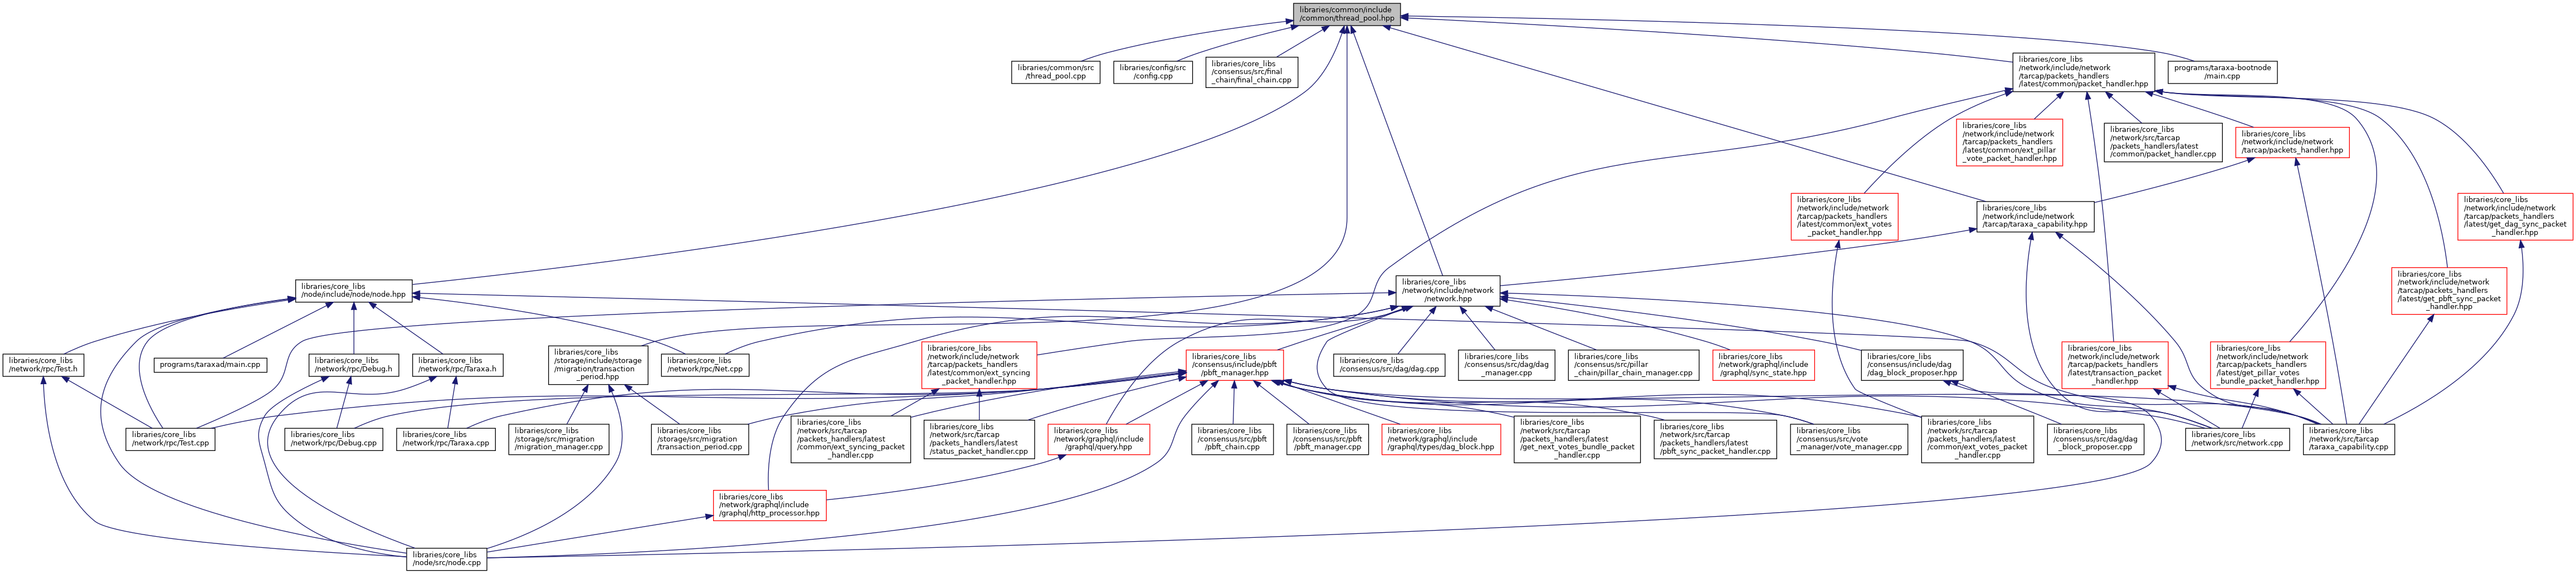 libraries/common/include
/common/thread_pool.hpp
libraries/common/src
/thread_pool.cpp
libraries/config/src
/config.cpp
libraries/core_libs
/consensus/src/final
_chain/final_chain.cpp
libraries/core_libs
/network/include/network
/tarcap/packets_handlers
/latest/common/packet_handler.hpp
programs/taraxa-bootnode
/main.cpp
libraries/core_libs
/network/include/network
/tarcap/packets_handlers
/latest/common/ext_pillar
_vote_packet_handler.hpp
libraries/core_libs
/network/src/tarcap
/packets_handlers/latest
/common/packet_handler.cpp
libraries/core_libs
/network/include/network
/tarcap/packets_handler.hpp
libraries/core_libs
/network/include/network
/tarcap/packets_handlers
/latest/common/ext_votes
_packet_handler.hpp
libraries/core_libs
/network/include/network
/tarcap/taraxa_capability.hpp
libraries/core_libs
/network/include/network
/tarcap/packets_handlers
/latest/get_dag_sync_packet
_handler.hpp
libraries/core_libs
/node/include/node/node.hpp
libraries/core_libs
/network/include/network
/network.hpp
libraries/core_libs
/network/include/network
/tarcap/packets_handlers
/latest/get_pbft_sync_packet
_handler.hpp
libraries/core_libs
/network/rpc/Test.h
programs/taraxad/main.cpp
libraries/core_libs
/network/rpc/Debug.h
libraries/core_libs
/network/rpc/Taraxa.h
libraries/core_libs
/storage/include/storage
/migration/transaction
_period.hpp
libraries/core_libs
/network/rpc/Net.cpp
libraries/core_libs
/network/include/network
/tarcap/packets_handlers
/latest/common/ext_syncing
_packet_handler.hpp
libraries/core_libs
/consensus/include/pbft
/pbft_manager.hpp
libraries/core_libs
/consensus/src/dag/dag.cpp
libraries/core_libs
/consensus/src/dag/dag
_manager.cpp
libraries/core_libs
/consensus/src/pillar
_chain/pillar_chain_manager.cpp
libraries/core_libs
/network/graphql/include
/graphql/sync_state.hpp
libraries/core_libs
/consensus/include/dag
/dag_block_proposer.hpp
libraries/core_libs
/network/include/network
/tarcap/packets_handlers
/latest/transaction_packet
_handler.hpp
libraries/core_libs
/network/include/network
/tarcap/packets_handlers
/latest/get_pillar_votes
_bundle_packet_handler.hpp
libraries/core_libs
/network/rpc/Test.cpp
libraries/core_libs
/network/rpc/Debug.cpp
libraries/core_libs
/network/rpc/Taraxa.cpp
libraries/core_libs
/storage/src/migration
/migration_manager.cpp
libraries/core_libs
/storage/src/migration
/transaction_period.cpp
libraries/core_libs
/network/src/tarcap
/packets_handlers/latest
/common/ext_syncing_packet
_handler.cpp
libraries/core_libs
/network/src/tarcap
/packets_handlers/latest
/status_packet_handler.cpp
libraries/core_libs
/network/graphql/include
/graphql/query.hpp
libraries/core_libs
/consensus/src/pbft
/pbft_chain.cpp
libraries/core_libs
/consensus/src/pbft
/pbft_manager.cpp
libraries/core_libs
/network/graphql/include
/graphql/types/dag_block.hpp
libraries/core_libs
/network/src/tarcap
/packets_handlers/latest
/get_next_votes_bundle_packet
_handler.cpp
libraries/core_libs
/network/src/tarcap
/packets_handlers/latest
/pbft_sync_packet_handler.cpp
libraries/core_libs
/consensus/src/vote
_manager/vote_manager.cpp
libraries/core_libs
/network/src/tarcap
/packets_handlers/latest
/common/ext_votes_packet
_handler.cpp
libraries/core_libs
/consensus/src/dag/dag
_block_proposer.cpp
libraries/core_libs
/network/src/network.cpp
libraries/core_libs
/network/src/tarcap
/taraxa_capability.cpp
libraries/core_libs
/network/graphql/include
/graphql/http_processor.hpp
libraries/core_libs
/node/src/node.cpp